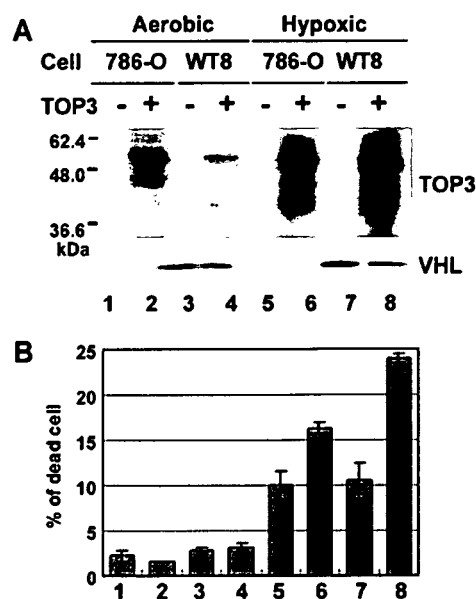 A
Aerobic Hypoxic
Cell 786-O WT8 786-O WT8
TOP3 - + - + - + - +
62.4
48.0
TOP3
36.6
kDa
VHL
1 2 3 4 5 6 7 8
B
25
20
15
10
5
0
% of dead cell
1 2 3 4 5 6 7 8